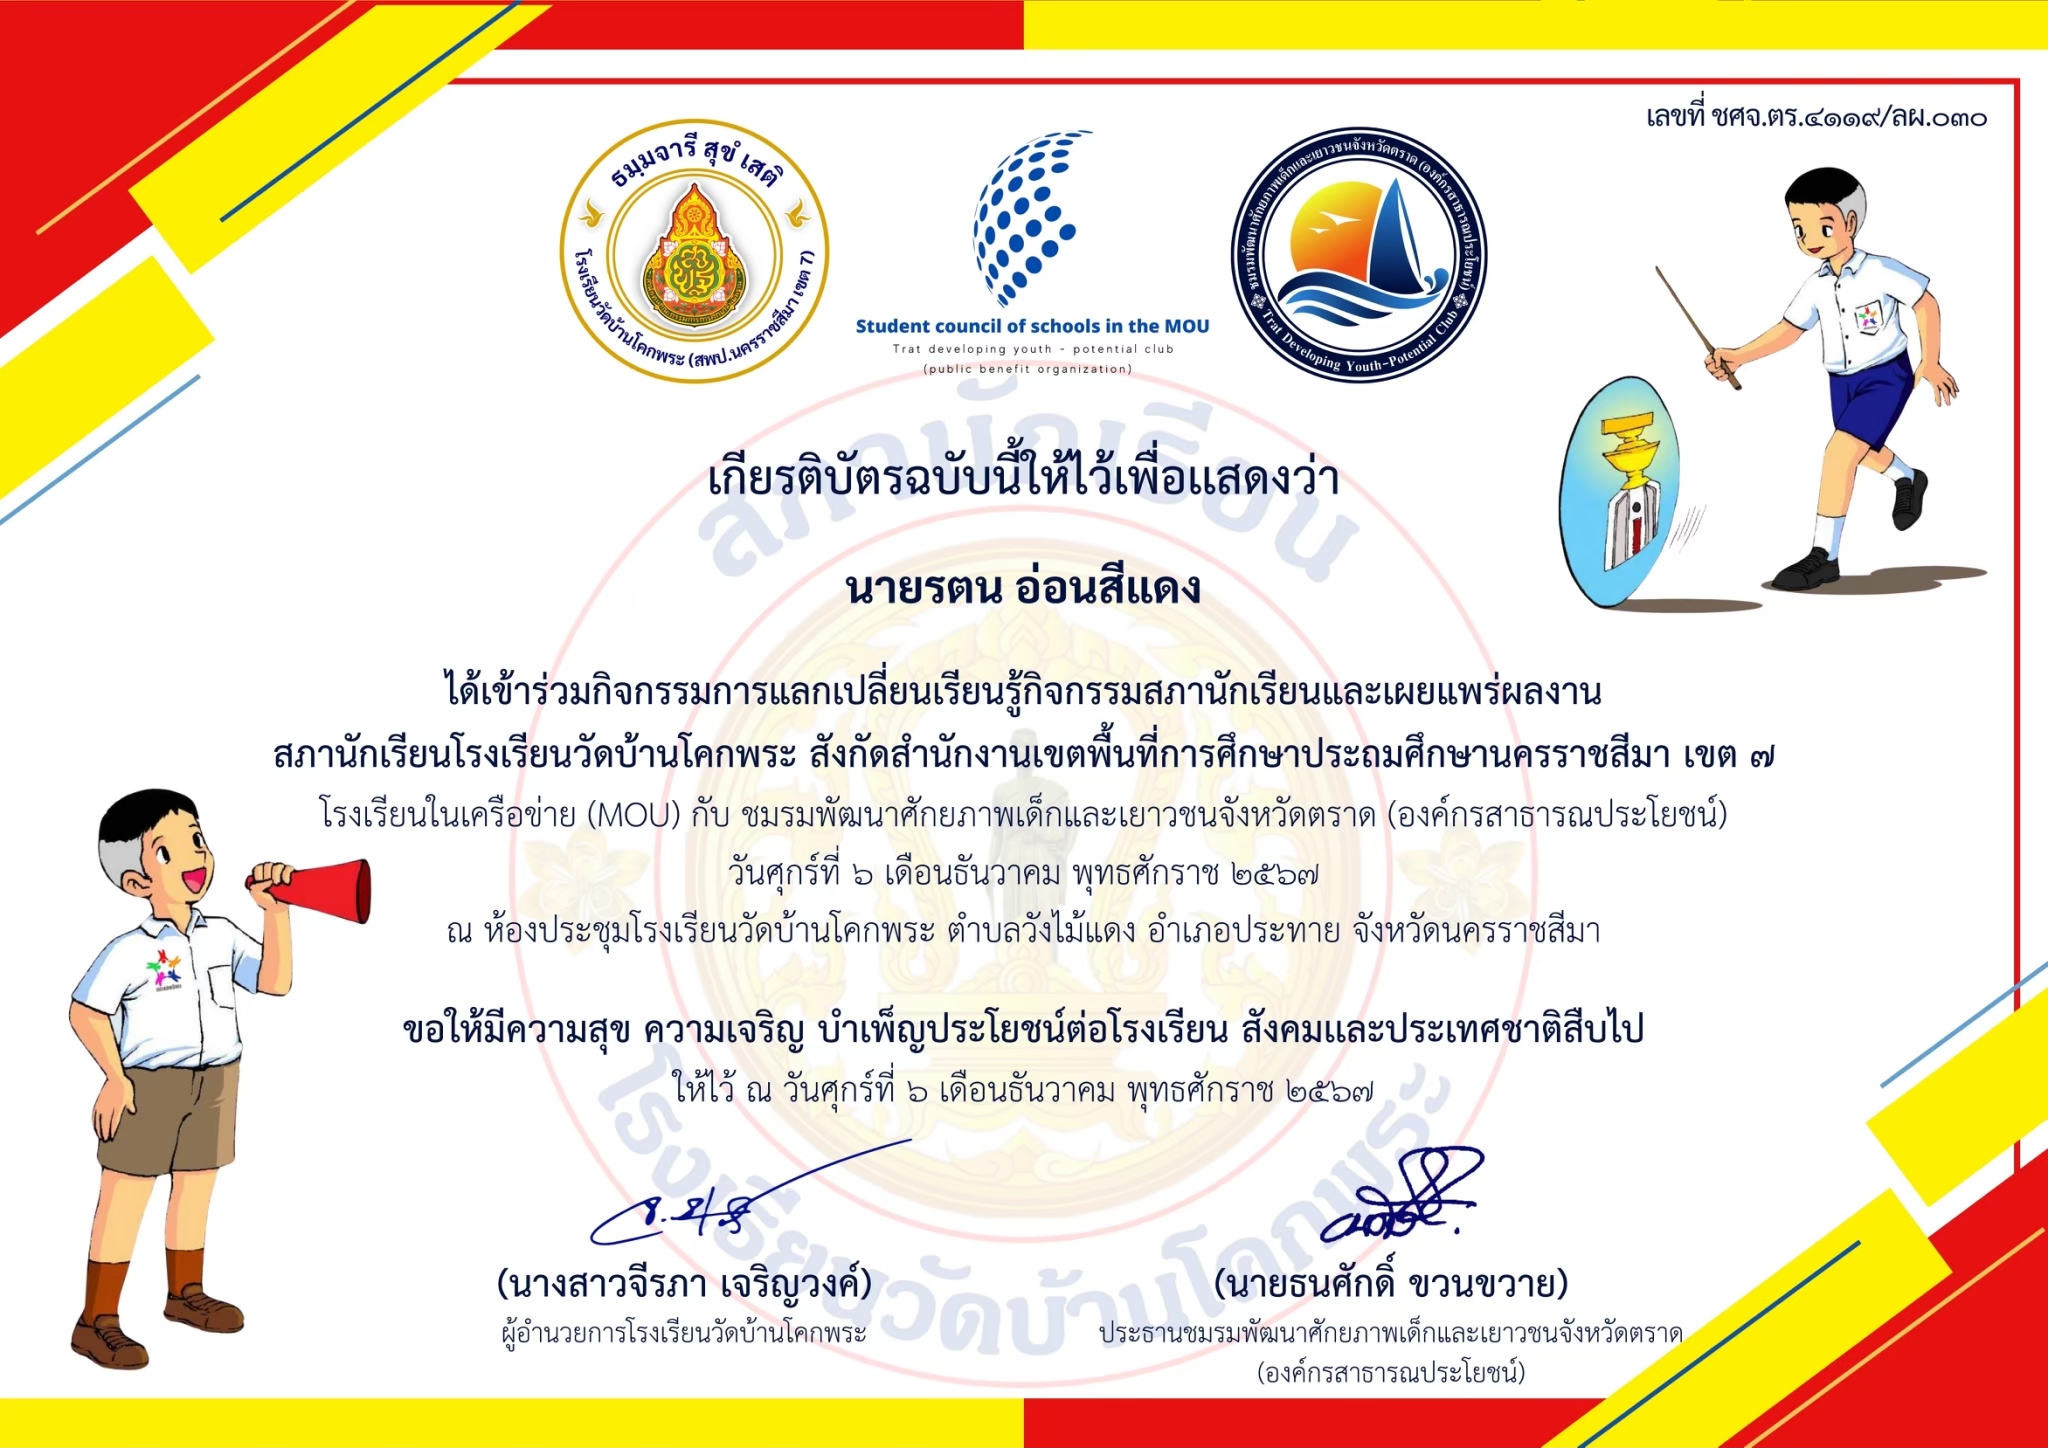 เลขที่ ชศจ.ตร.๔๑๑๙/ลผ.๐๓๐
ธมฺมจารี สุขํ เสติ
โรงเรียนวัดบ้านโคกพระ (สพป.นครราชสีมา เขต 7)
Student council of schools in the MOU
Trat developing youth - potential club
(public benefit organization)
ชมรมพัฒนาศักยภาพเด็กและเยาวชนจังหวัดตราด (องค์กรสาธารณประโยชน์)
Trat Developing Youth-Potential Club
สภานักเรียน
เกียรติบัตรฉบับนี้ให้ไว้เพื่อแสดงว่า
นายรตน อ่อนสีแดง
ได้เข้าร่วมกิจกรรมการแลกเปลี่ยนเรียนรู้กิจกรรมสภานักเรียนและเผยแพร่ผลงาน
สภานักเรียนโรงเรียนวัดบ้านโคกพระ สังกัดสำนักงานเขตพื้นที่การศึกษาประถมศึกษานครราชสีมา เขต ๗
โรงเรียนในเครือข่าย (MOU) กับ ชมรมพัฒนาศักยภาพเด็กและเยาวชนจังหวัดตราด (องค์กรสาธารณประโยชน์)
วันศุกร์ที่ ๖ เดือนธันวาคม พุทธศักราช ๒๕๖๗
ณ ห้องประชุมโรงเรียนวัดบ้านโคกพระ ตำบลวังไม้แดง อำเภอประทาย จังหวัดนครราชสีมา
ขอให้มีความสุข ความเจริญ บำเพ็ญประโยชน์ต่อโรงเรียน สังคมและประเทศชาติสืบไป
ให้ไว้ ณ วันศุกร์ที่ ๖ เดือนธันวาคม พุทธศักราช ๒๕๖๗
โรงเรียนวัดบ้านโคกพระ
(นางสาวจีรภา เจริญวงค์)
ผู้อำนวยการโรงเรียนวัดบ้านโคกพระ
(นายธนศักดิ์ ขวนขวาย)
ประธานชมรมพัฒนาศักยภาพเด็กและเยาวชนจังหวัดตราด
(องค์กรสาธารณประโยชน์)